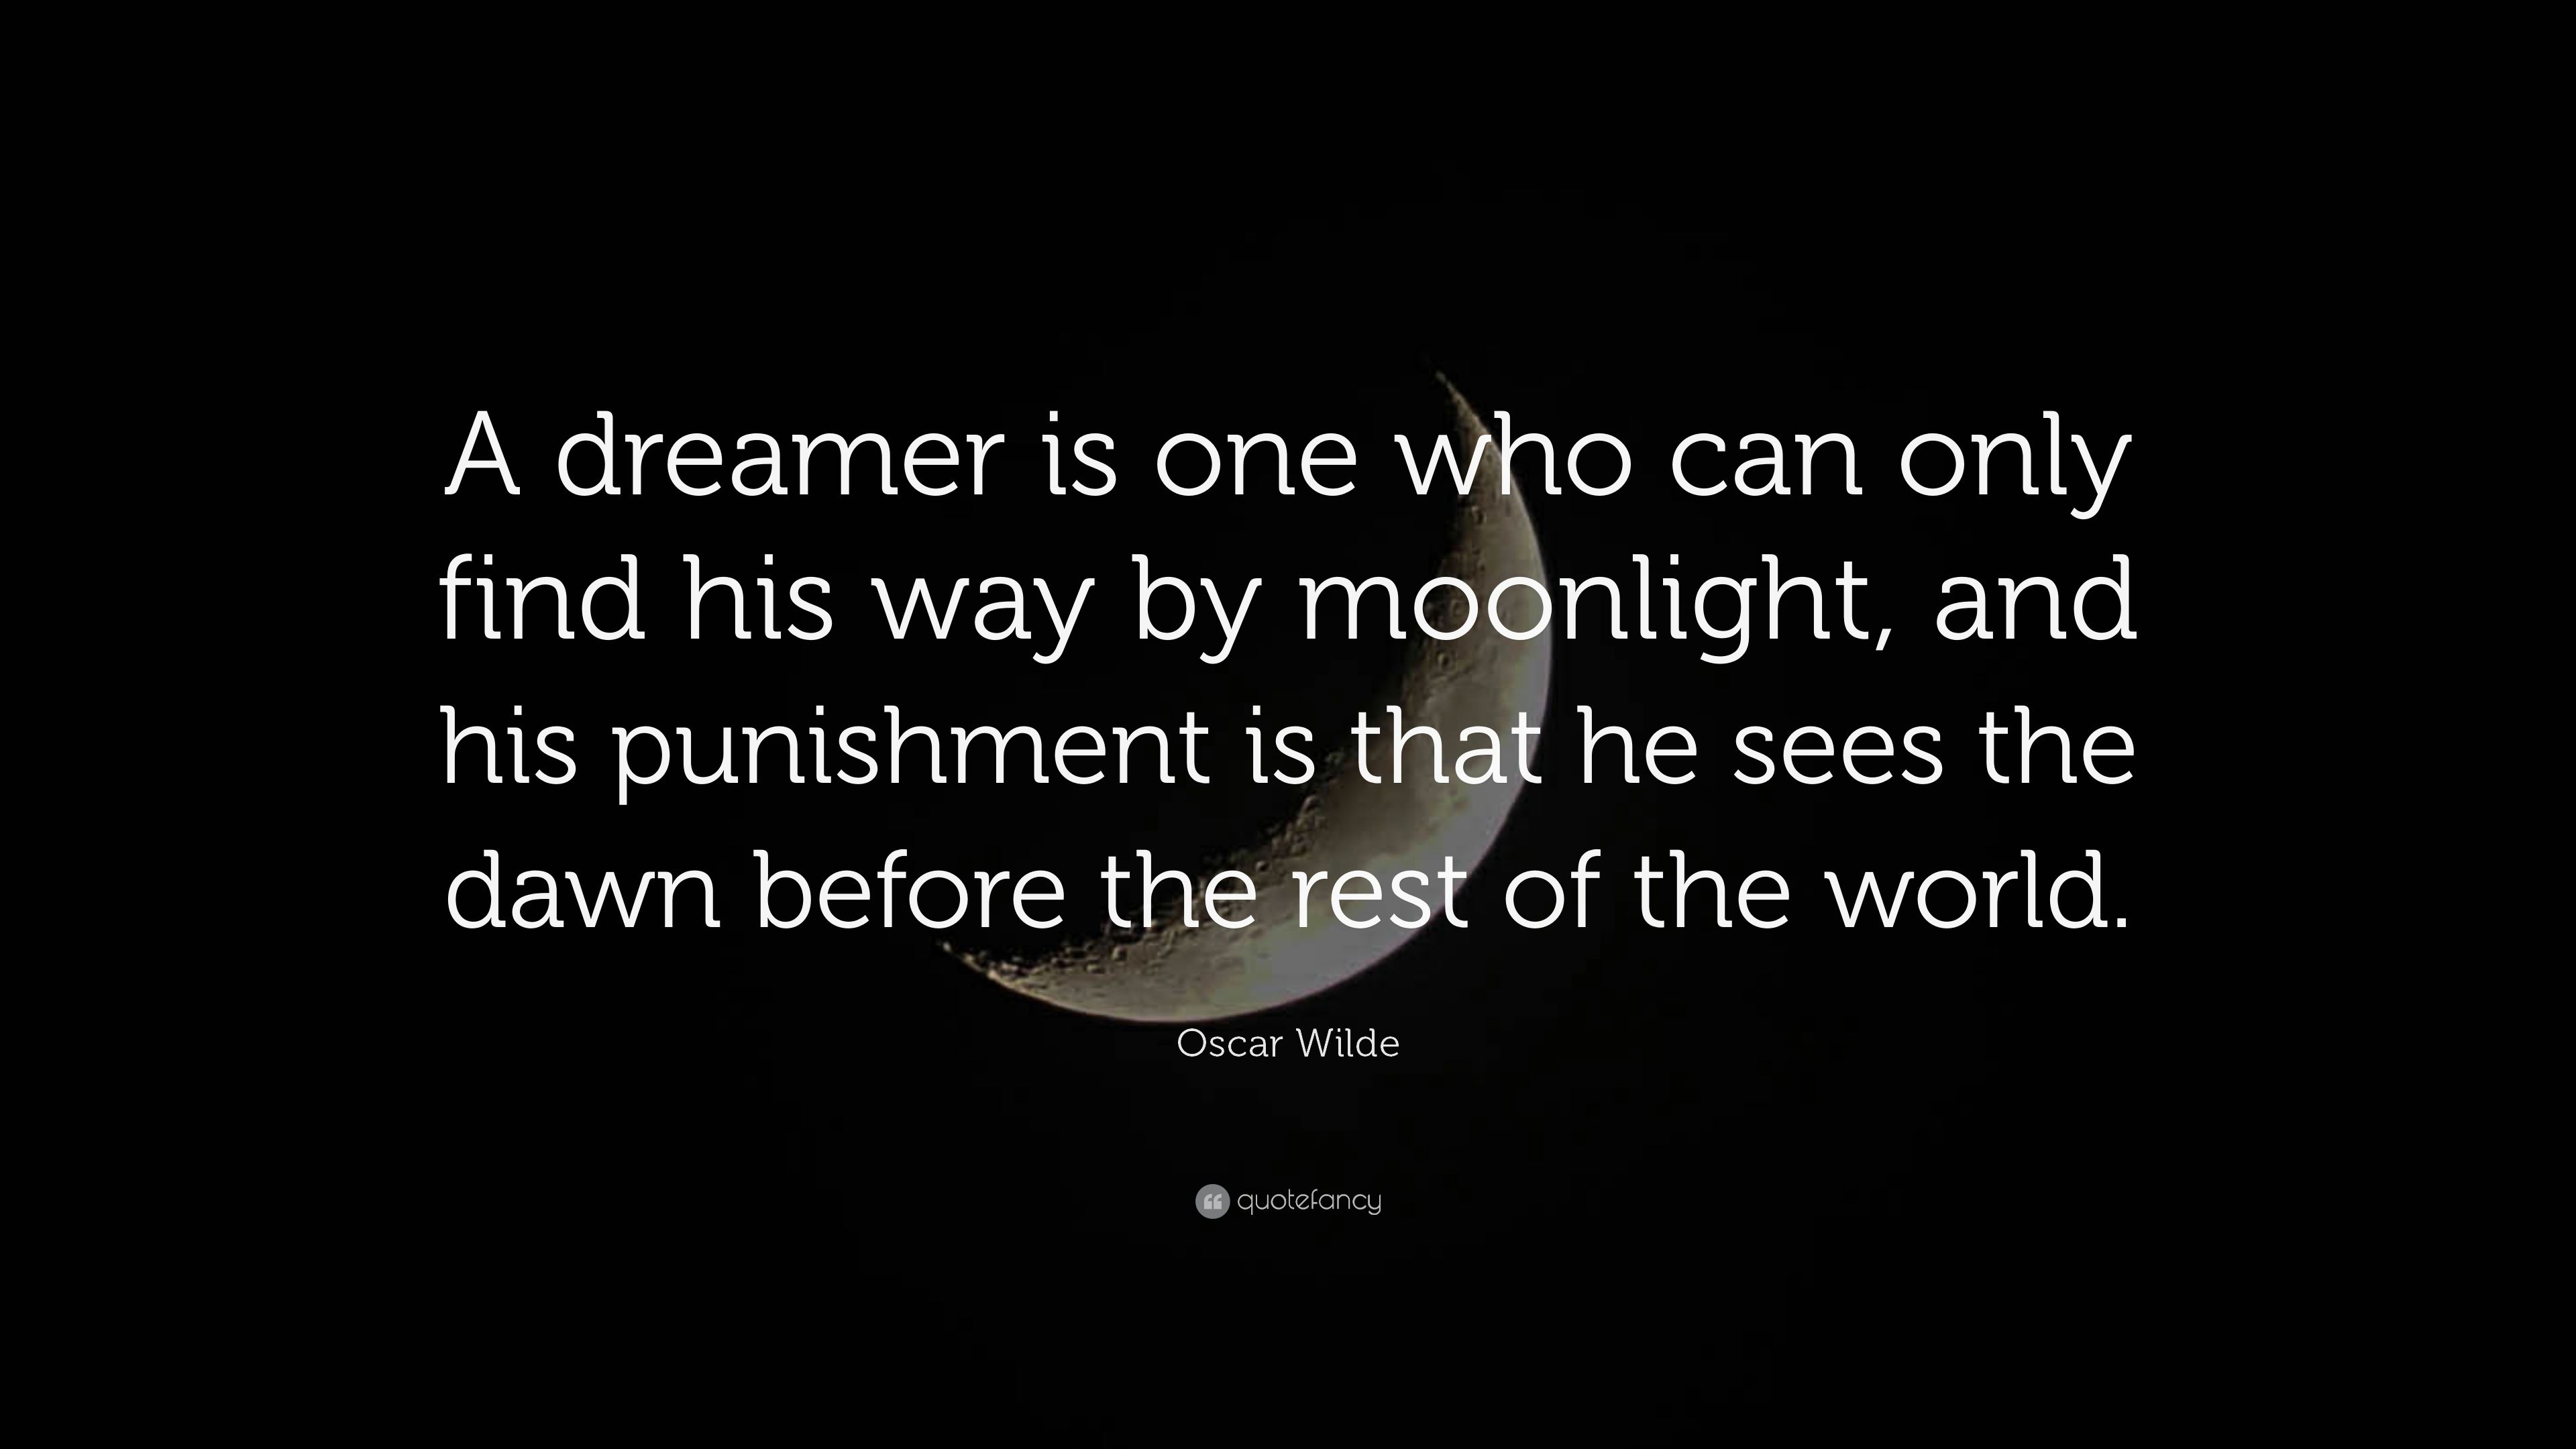 A dreamer is one who can only
find his way by moonlight, and
his punishment is that he sees the
dawn before the rest of the world.
Oscar Wilde
quotefancy